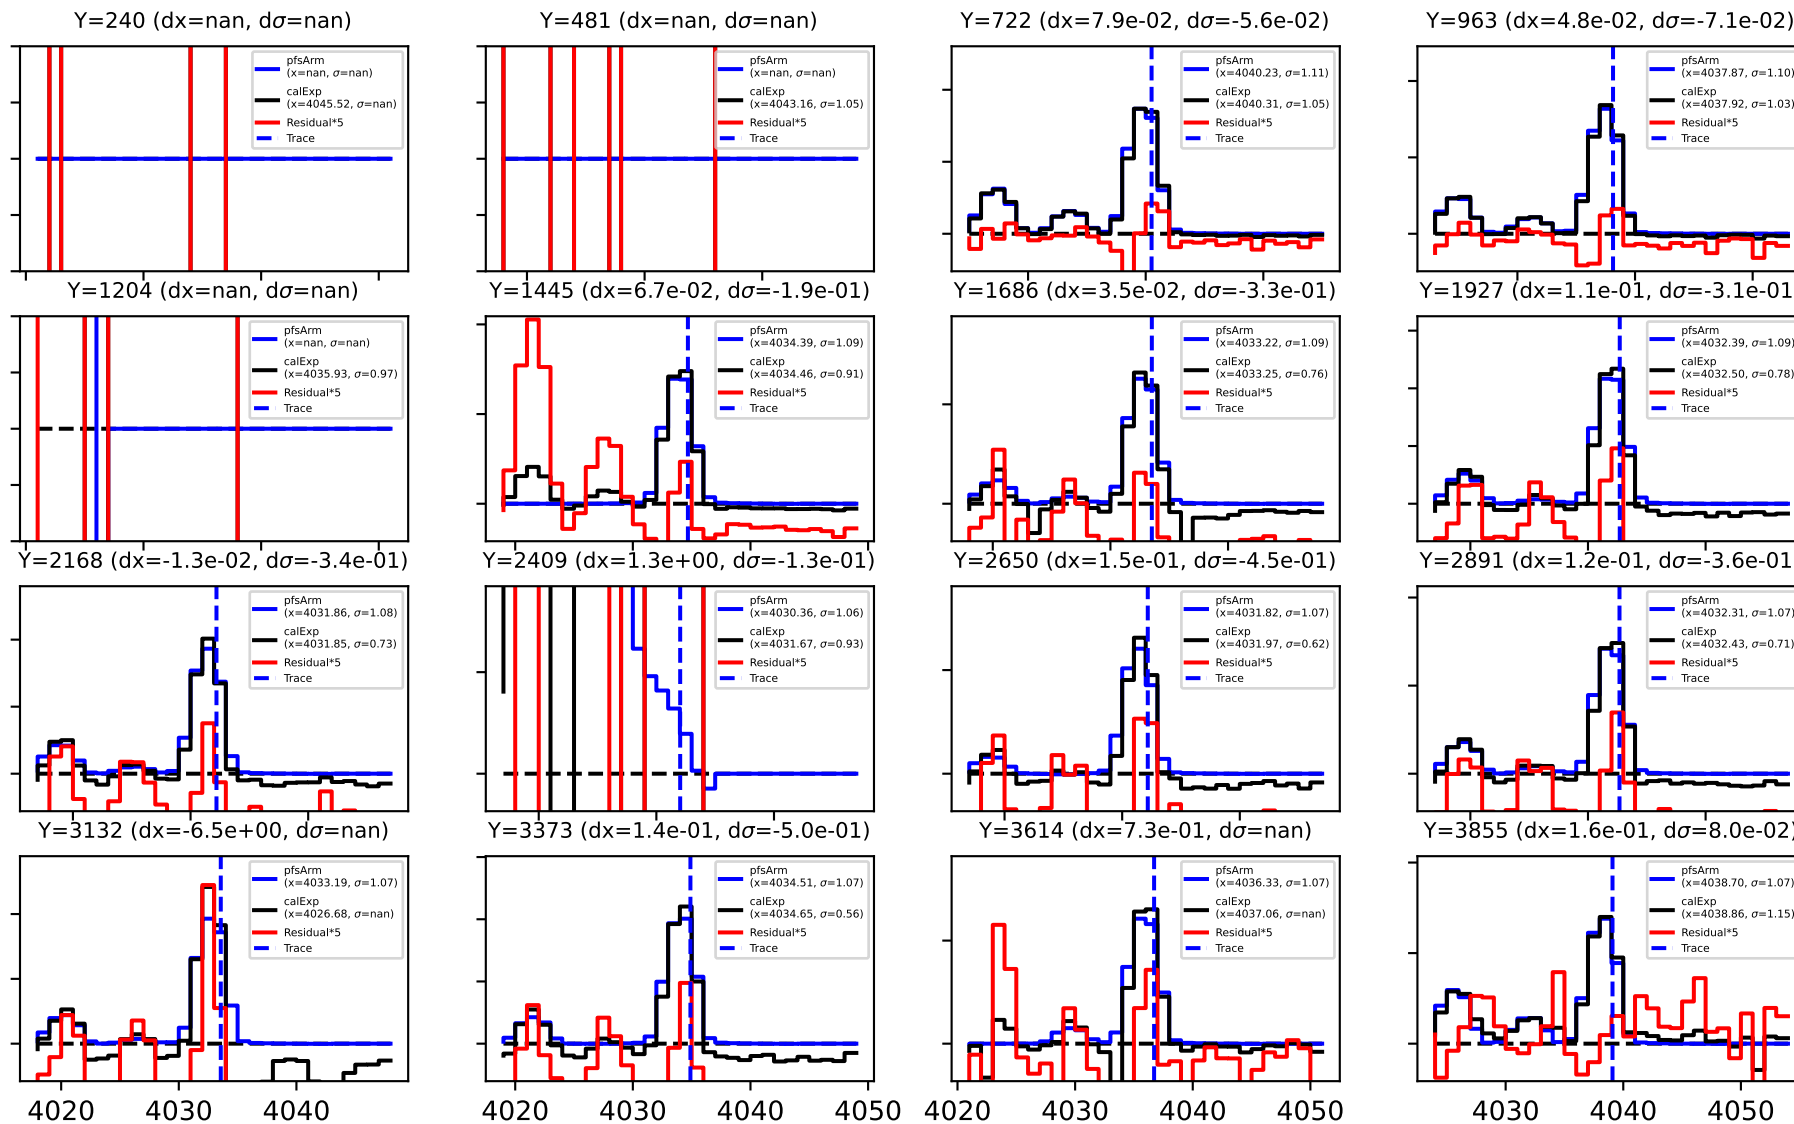 Y=240 (dx=nan, dσ=nan)
pfsArm
(x=nan, σ=nan)
calExp
(x=4045.52, σ=nan)
Residual*5
Trace
Y=481 (dx=nan, dσ=nan)
pfsArm
(x=nan, σ=nan)
calExp
(x=4043.16, σ=1.05)
Residual*5
Trace
Y=722 (dx=7.9e-02, dσ=-5.6e-02)
pfsArm
(x=4040.23, σ=1.11)
calExp
(x=4040.31, σ=1.05)
Residual*5
Trace
Y=963 (dx=4.8e-02, dσ=-7.1e-02)
pfsArm
(x=4037.87, σ=1.10)
calExp
(x=4037.92, σ=1.03)
Residual*5
Trace
Y=1204 (dx=nan, dσ=nan)
pfsArm
(x=nan, σ=nan)
calExp
(x=4035.93, σ=0.97)
Residual*5
Trace
Y=1445 (dx=6.7e-02, dσ=-1.9e-01)
pfsArm
(x=4034.39, σ=1.09)
calExp
(x=4034.46, σ=0.91)
Residual*5
Trace
Y=1686 (dx=3.5e-02, dσ=-3.3e-01)
pfsArm
(x=4033.22, σ=1.09)
calExp
(x=4033.25, σ=0.76)
Residual*5
Trace
Y=1927 (dx=1.1e-01, dσ=-3.1e-01
pfsArm
(x=4032.39, σ=1.09)
calExp
(x=4032.50, σ=0.78)
Residual*5
Trace
Y=2168 (dx=-1.3e-02, dσ=-3.4e-01)
pfsArm
(x=4031.86, σ=1.08)
calExp
(x=4031.85, σ=0.73)
Residual*5
Trace
Y=2409 (dx=1.3e+00, dσ=-1.3e-01)
pfsArm
(x=4030.36, σ=1.06)
calExp
(x=4031.67, σ=0.93)
Residual*5
Trace
Y=2650 (dx=1.5e-01, dσ=-4.5e-01)
pfsArm
(x=4031.82, σ=1.07)
calExp
(x=4031.97, σ=0.62)
Residual*5
Trace
Y=2891 (dx=1.2e-01, dσ=-3.6e-01
pfsArm
(x=4032.31, σ=1.07)
calExp
(x=4032.43, σ=0.71)
Residual*5
Trace
Y=3132 (dx=-6.5e+00, dσ=nan)
pfsArm
(x=4033.19, σ=1.07)
calExp
(x=4026.68, σ=nan)
Residual*5
Trace
Y=3373 (dx=1.4e-01, dσ=-5.0e-01)
pfsArm
(x=4034.51, σ=1.07)
calExp
(x=4034.65, σ=0.56)
Residual*5
Trace
Y=3614 (dx=7.3e-01, dσ=nan)
pfsArm
(x=4036.33, σ=1.07)
calExp
(x=4037.06, σ=nan)
Residual*5
Trace
Y=3855 (dx=1.6e-01, dσ=8.0e-02)
pfsArm
(x=4038.70, σ=1.07)
calExp
(x=4038.86, σ=1.15)
Residual*5
Trace
4020 4030 4040
4020 4030 4040 4050
4020 4030 4040 4050
4030 4040 4050